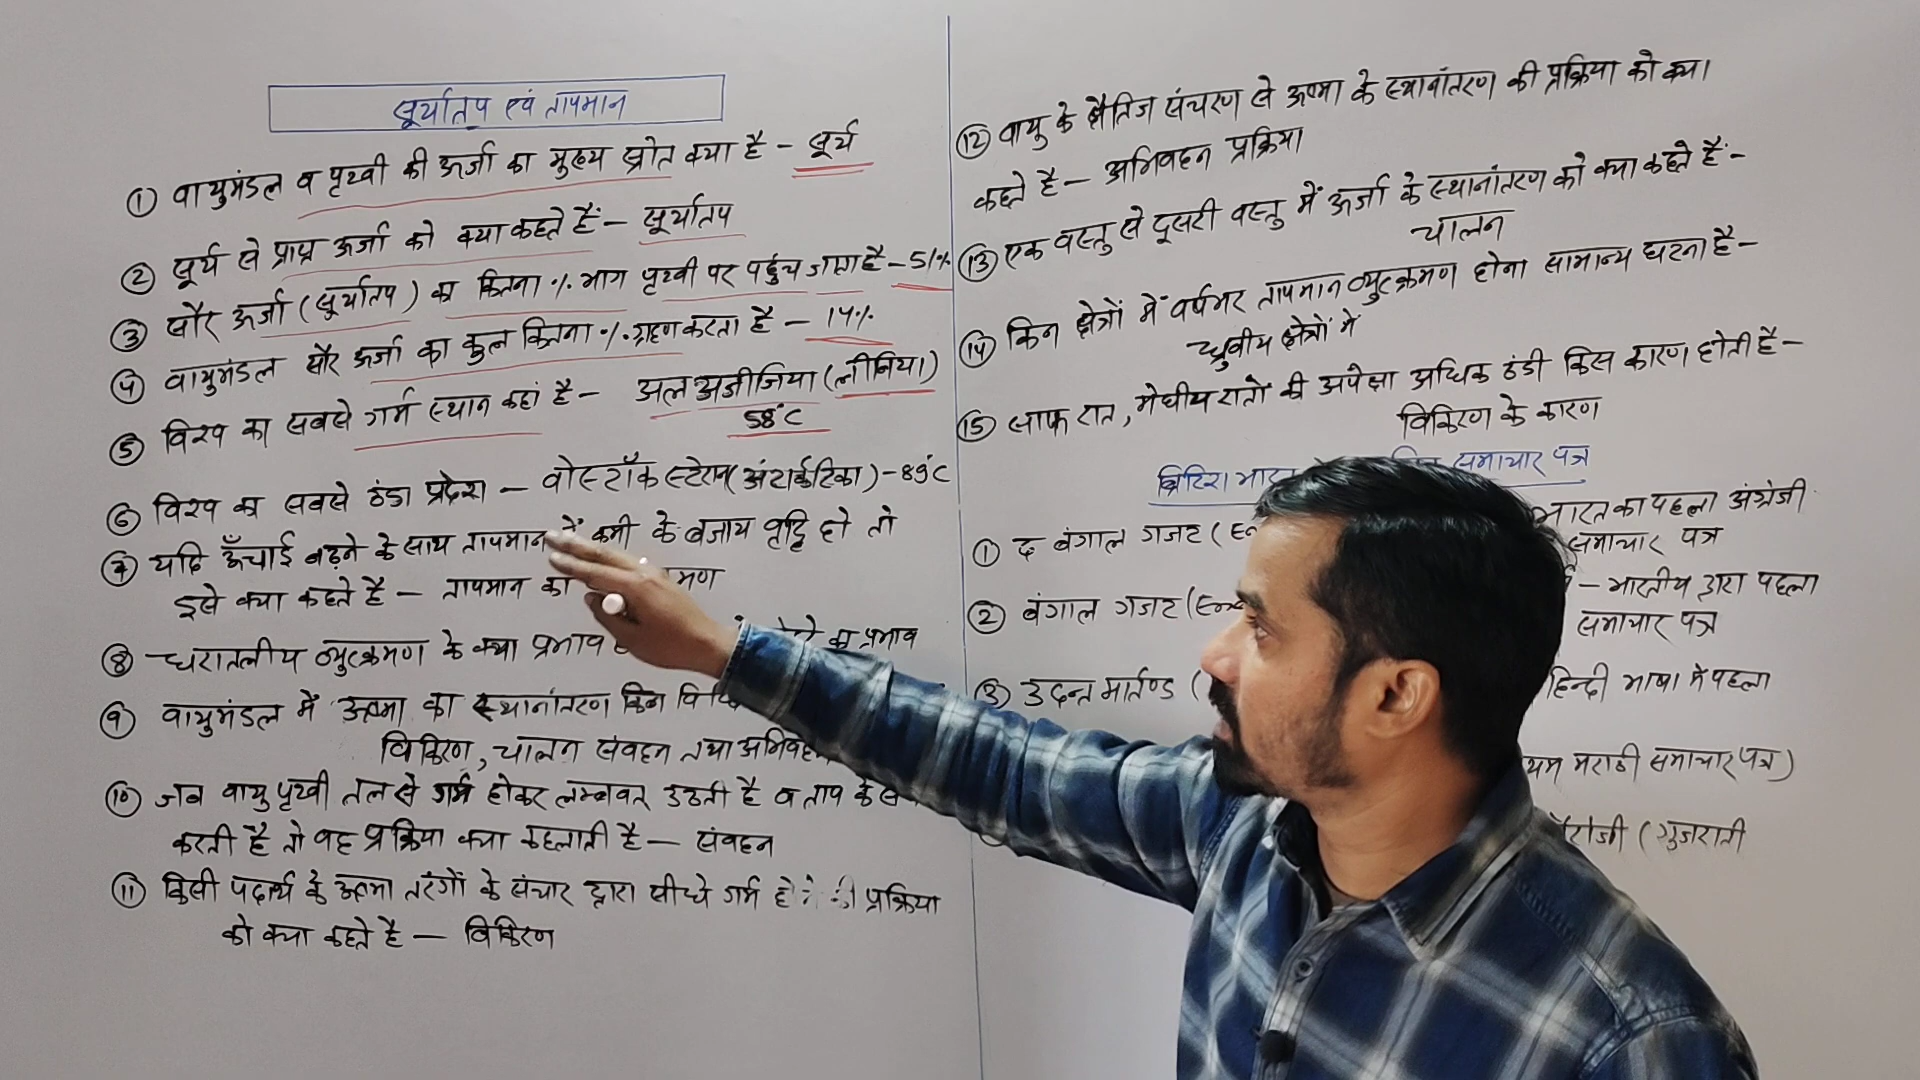 सूर्यातप एवं तापमान
① वायुमंडल व पृथ्वी की ऊर्जा का मुख्य स्रोत क्या है - सूर्य
② सूर्य से प्राप्त ऊर्जा को क्या कहते हैं - सूर्यातप
③ सौर ऊर्जा (सूर्यातप) का कितना % भाग पृथ्वी पर पहुंच जाता है - 51%
④ वायुमंडल सौर ऊर्जा का कुल कितना % ग्रहण करता है - 14%
⑤ विश्व का सबसे गर्म स्थान कहां है - अल अजीजिया (लीबिया)
58°C
⑥ विश्व का सबसे ठंडा प्रदेश - वोस्टॉक स्टेशन (अंटार्कटिका) -89°C
⑦ यदि ऊँचाई बढ़ने के साथ तापमान में कमी के बजाय वृद्धि हो तो
इसे क्या कहते है - तापमान का
⑧ धरातलीय व्युत्क्रमण के क्या प्रभाव का प्रभाव
⑨ वायुमंडल में ऊष्मा का स्थानांतरण किन
विकिरण, चालन संवहन तथा
⑩ जब वायु पृथ्वी तल से गर्म होकर लम्बवत उठती है व ताप के
करती है तो वह प्रक्रिया क्या कहलाती है - संवहन
⑪ किसी पदार्थ के ऊष्मा तरंगों के संचार द्वारा सीधे गर्म प्रक्रिया
को क्या कहते है - विकिरण
⑫ वायु के क्षैतिज संचरण से ऊष्मा के स्थानांतरण की प्रक्रिया को क्या
कहते है - अभिवहन प्रक्रिया
⑬ एक वस्तु से दूसरी वस्तु में ऊर्जा के स्थानांतरण को क्या कहते हैं -
चालन
⑭ किन क्षेत्रों में वर्षभर तापमान व्युत्क्रमण होना सामान्य घटना है -
ध्रुवीय क्षेत्रों में
⑮ साफ रात, मेघीय रातों की अपेक्षा अधिक ठंडी किस कारण होती है -
विकिरण के कारण
ब्रिटिश समाचार पत्र
① द बंगाल गजट ( भारत का पहला अंग्रेजी
समाचार पत्र
② बंगाल गजट ( - भारतीय द्वारा पहला
समाचार पत्र
③ उदन्त मार्तण्ड ( हिन्दी भाषा में पहला
मराठी समाचार पत्र)
(गुजराती